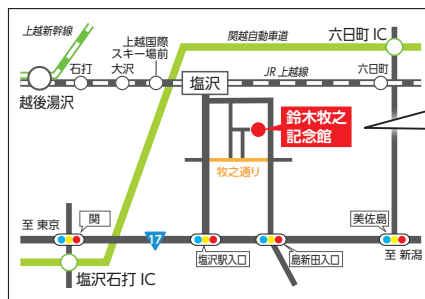 上越新幹線
関越自動車道
六日町 IC
上越国際
スキー場前
石打
大沢
塩沢
JR 上越線
六日町
越後湯沢
鈴木牧之
記念館
牧之通り
至 東京
関
17
塩沢駅入口
島新田入口
美佐島
至 新潟
塩沢石打 IC